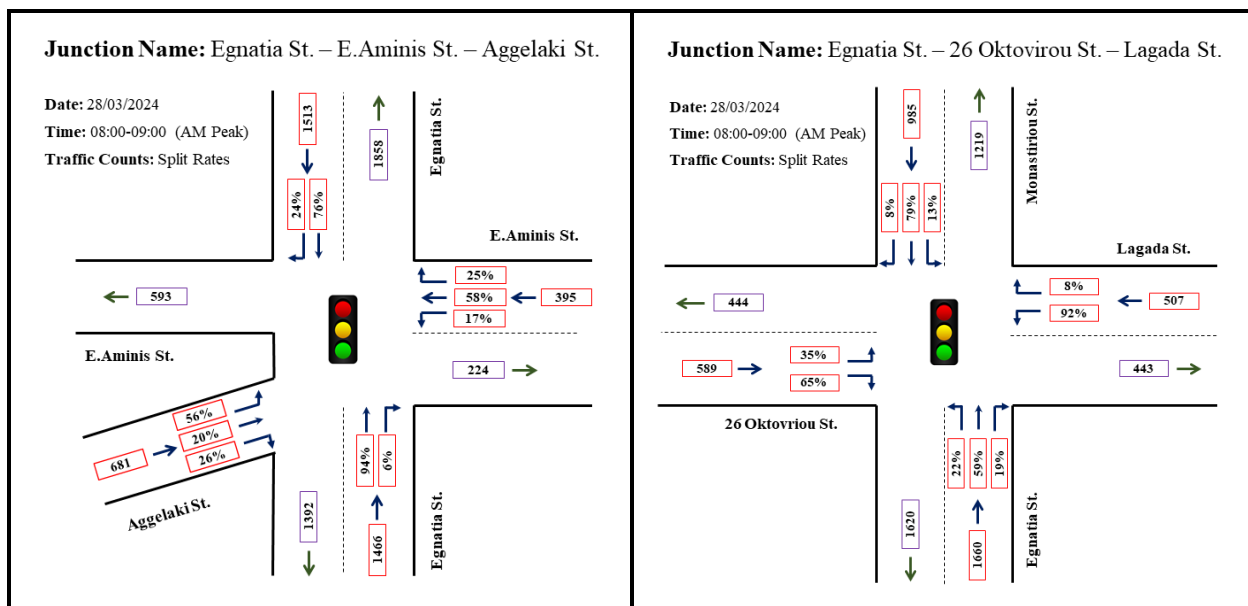 Junction Name: Egnatia St. – E.Aminis St. – Aggelaki St.
Date: 28/03/2024
Time: 08:00-09:00 (AM Peak)
Traffic Counts: Split Rates
1513
1858
Egnatia St.
24%
76%
E.Aminis St.
593
25%
58%
17%
395
E.Aminis St.
224
56%
20%
26%
681
Aggelaki St.
94%
6%
1392
1466
Egnatia St.
Junction Name: Egnatia St. – 26 Oktovirou St. – Lagada St.
Date: 28/03/2024
Time: 08:00-09:00 (AM Peak)
Traffic Counts: Split Rates
985
1219
Monastiriou St.
8%
79%
13%
Lagada St.
444
8%
92%
507
589
35%
65%
443
26 Oktovriou St.
22%
59%
19%
1620
1660
Egnatia St.